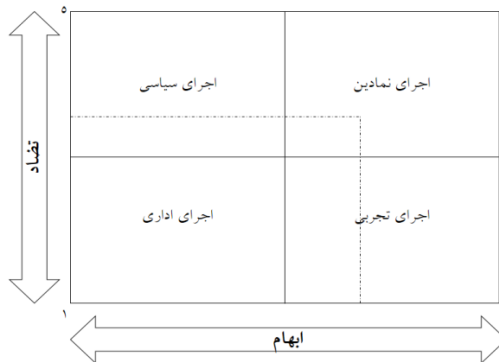 ۵
اجرای نمادین
اجرای سیاسی
تضاد
اجرای تجربی
اجرای اداری
۱
ابهام